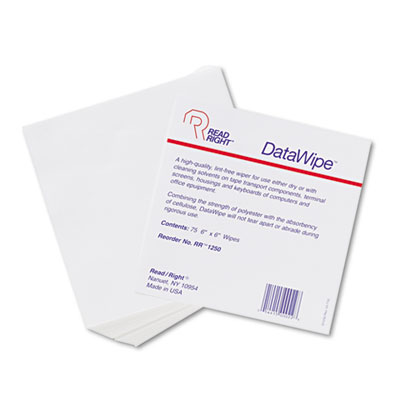 READ
RIGHT™
DataWipe™
A high-quality, lint-free wiper for use either dry or with
cleaning solvents on tape transport components, terminal
screens, housings and keyboards of computers and
office equipment.
Combining the strength of polyester with the absorbency
of cellulose, DataWipe will not tear apart or abrade during
rigorous use.
Contents: 75 6" x 6" Wipes
Reorder No. RR™1250
Read/Right®
Nanuet, NY 10954
Made in USA